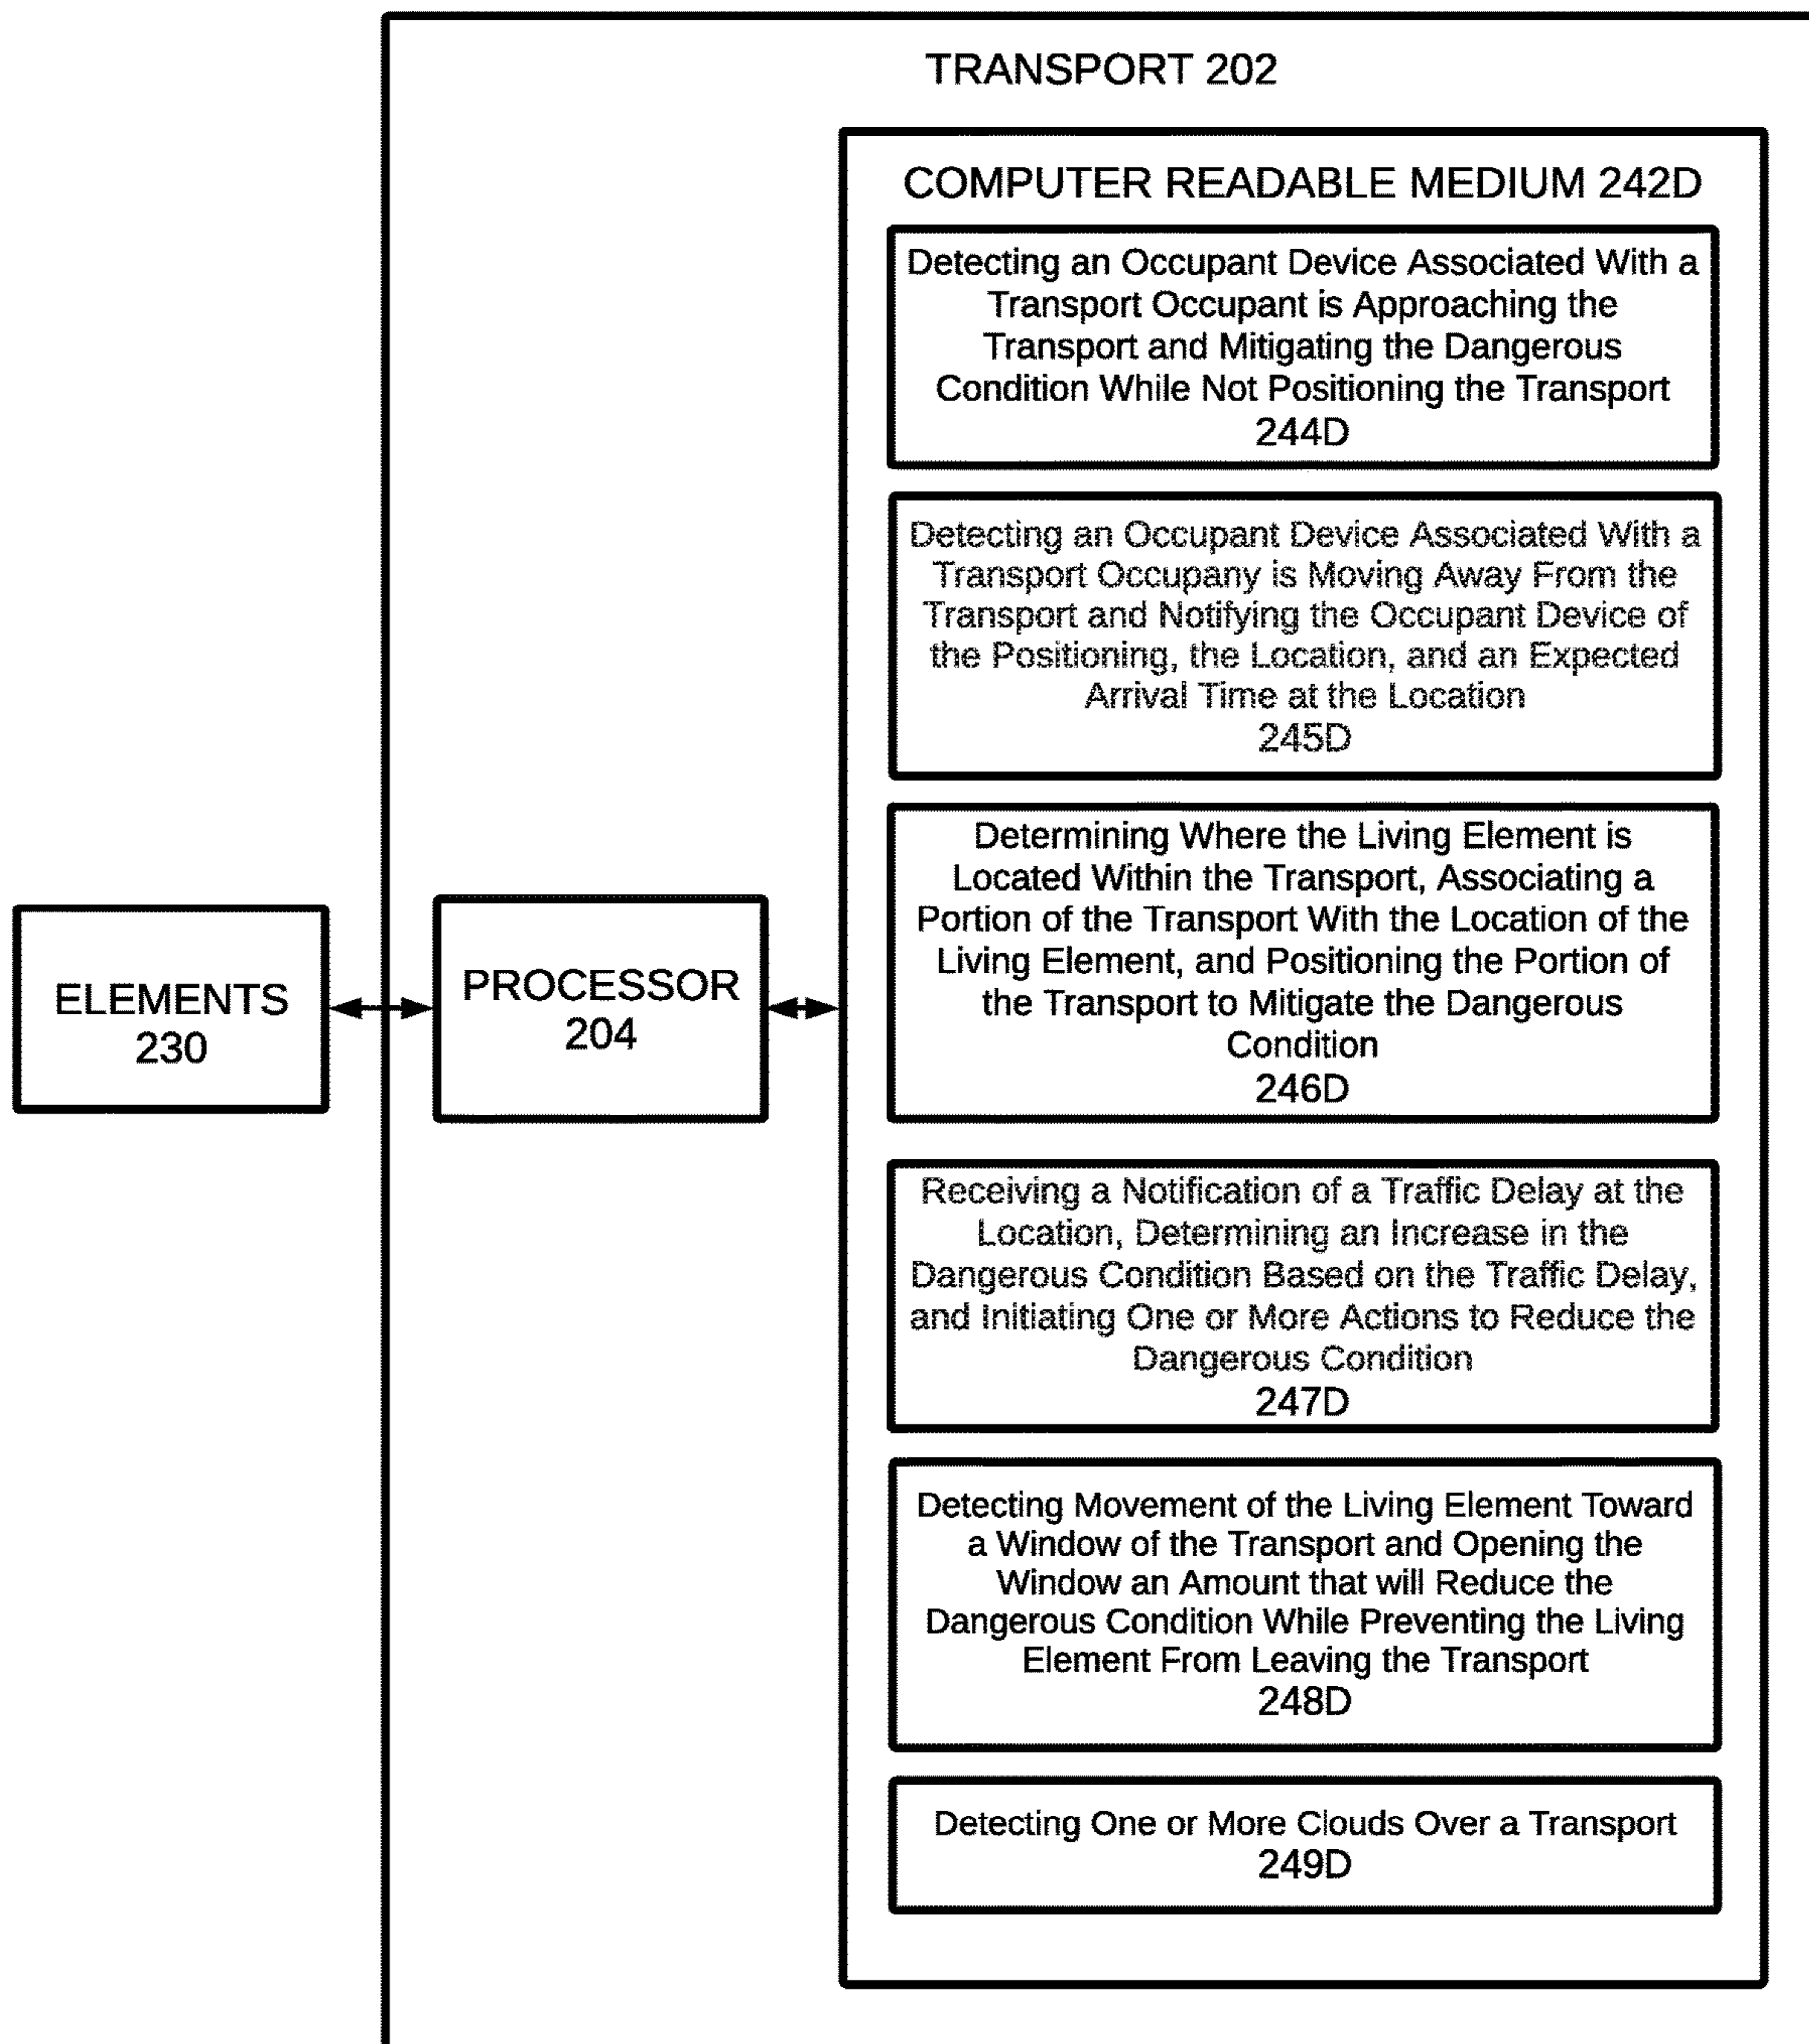 TRANSPORT 202
COMPUTER READABLE MEDIUM 242D
Detecting an Occupant Device Associated With a
Transport Occupant is Approaching the
Transport and Mitigating the Dangerous
Condition While Not Positioning the Transport
244D
Detecting an Occupant Device Associated With a
Transport Occupany is Moving Away From the
Transport and Notifying the Occupant Device of
the Positioning, the Location, and an Expected
Arrival Time at the Location
245D
Determining Where the Living Element is
Located Within the Transport, Associating a
Portion of the Transport With the Location of the
Living Element, and Positioning the Portion of
the Transport to Mitigate the Dangerous
Condition
246D
ELEMENTS
230
PROCESSOR
204
Receiving a Notification of a Traffic Delay at the
Location, Determining an Increase in the
Dangerous Condition Based on the Traffic Delay,
and Initiating One or More Actions to Reduce the
Dangerous Condition
247D
Detecting Movement of the Living Element Toward
a Window of the Transport and Opening the
Window an Amount that will Reduce the
Dangerous Condition While Preventing the Living
Element From Leaving the Transport
248D
Detecting One or More Clouds Over a Transport
249D